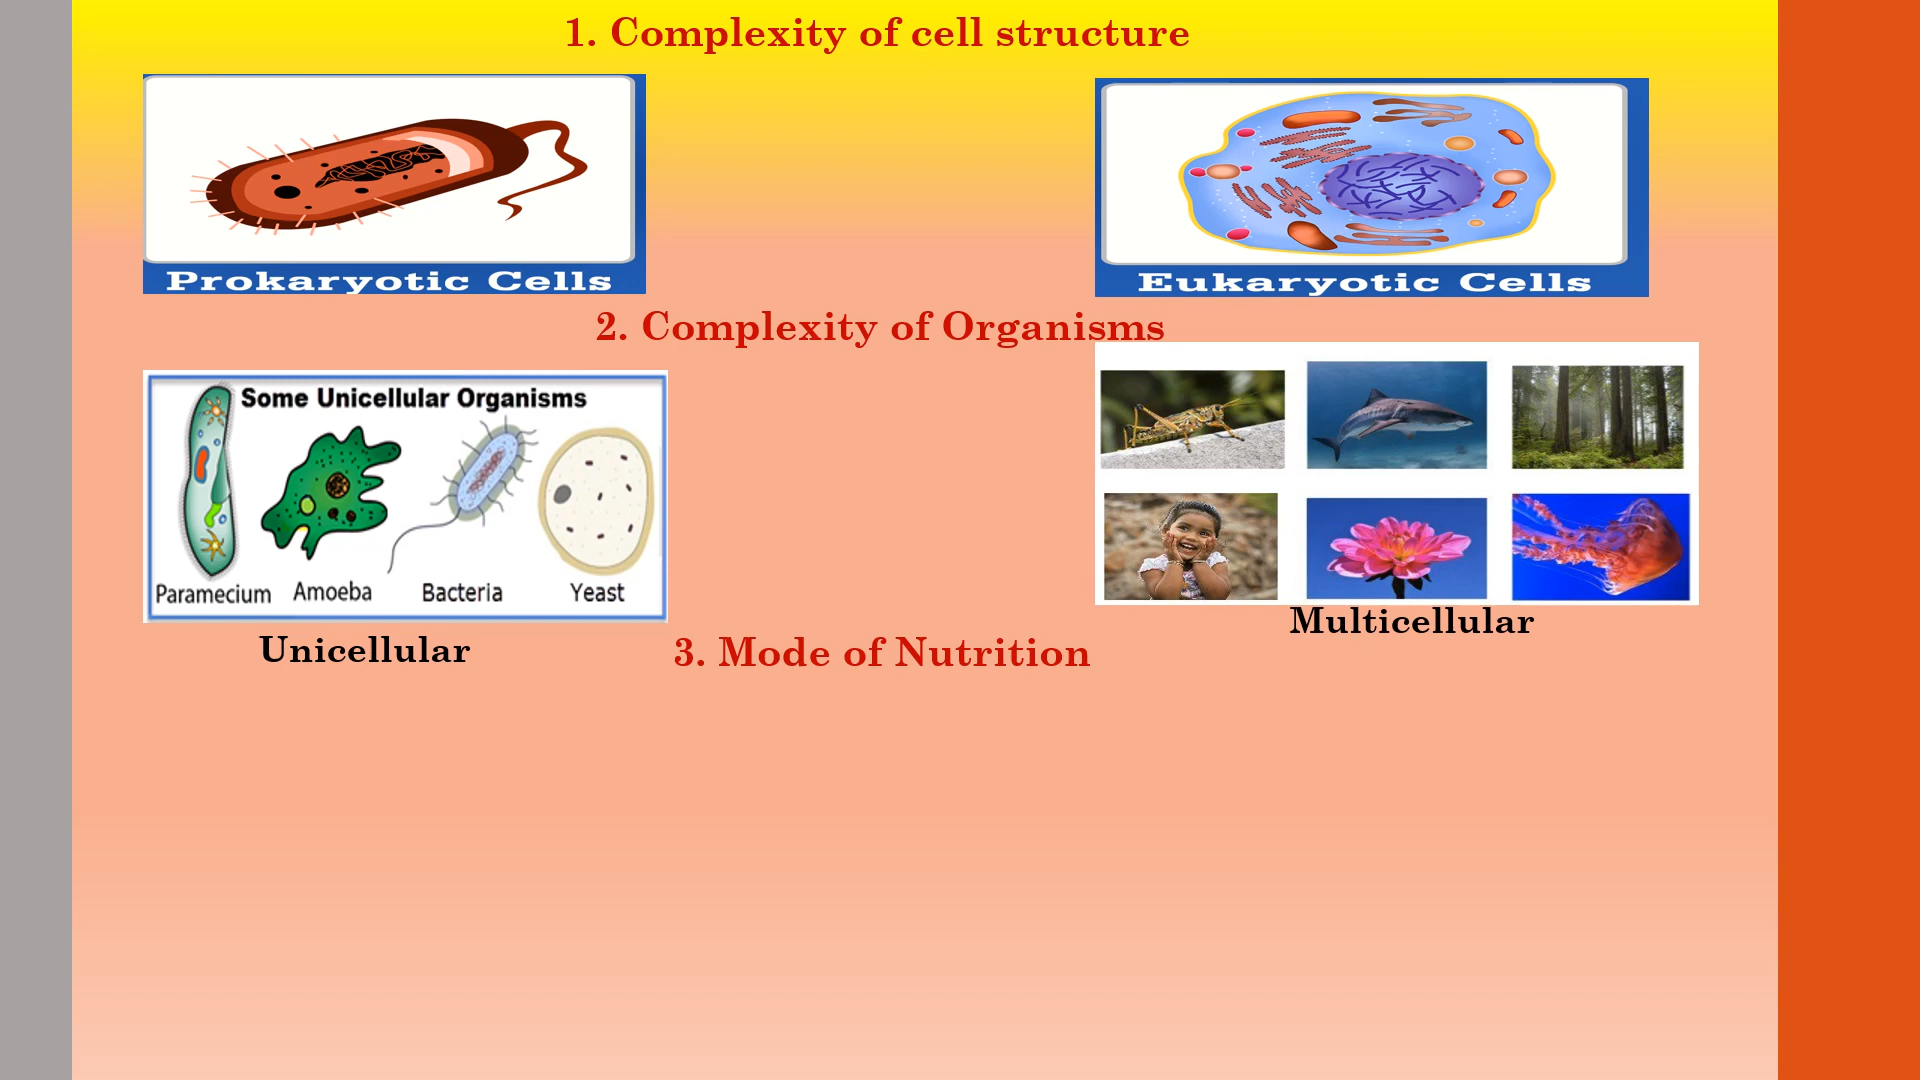 1. Complexity of cell structure
Prokaryotic Cells
Eukaryotic Cells
2. Complexity of Organisms
Some Unicellular Organisms
Paramecium Amoeba Bacteria Yeast
Unicellular
Multicellular
3. Mode of Nutrition